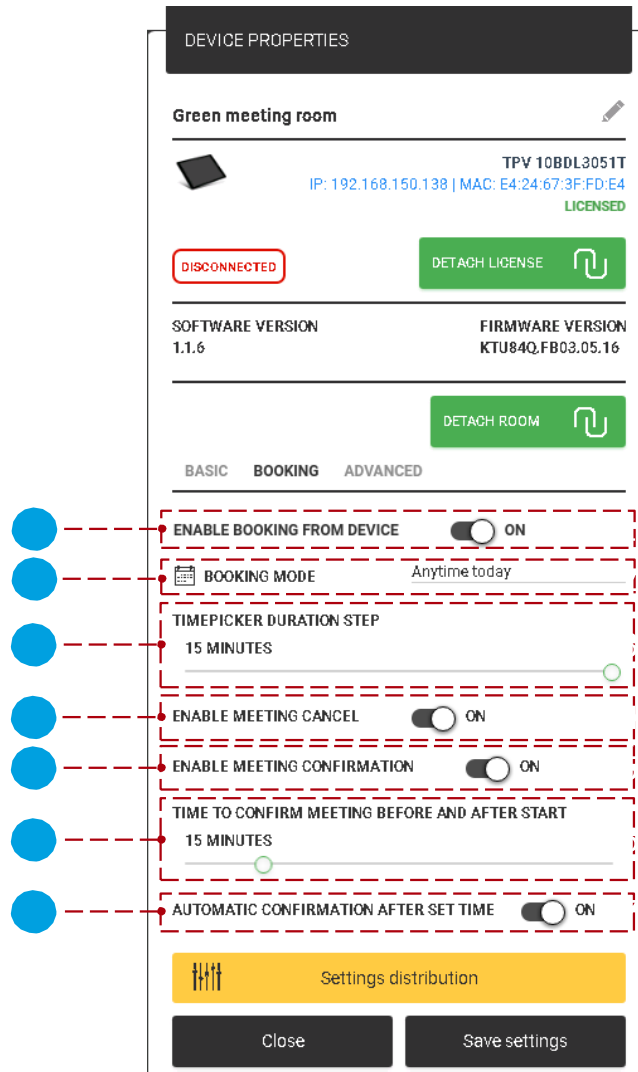 DEVICE PROPERTIES
Green meeting room
TPV 10BDL3051T
IP: 192.168.150.138 | MAC: E4:24:67:3F:FD:E4
LICENSED
DISCONNECTED
DETACH LICENSE
SOFTWARE VERSION FIRMWARE VERSION
1.1.6 KTU84Q.FB03.05.16
DETACH ROOM
BASIC BOOKING ADVANCED
ENABLE BOOKING FROM DEVICE ON
BOOKING MODE Anytime today
TIMEPICKER DURATION STEP
15 MINUTES
ENABLE MEETING CANCEL ON
ENABLE MEETING CONFIRMATION ON
TIME TO CONFIRM MEETING BEFORE AND AFTER START
15 MINUTES
AUTOMATIC CONFIRMATION AFTER SET TIME ON
Settings distribution
Close Save settings